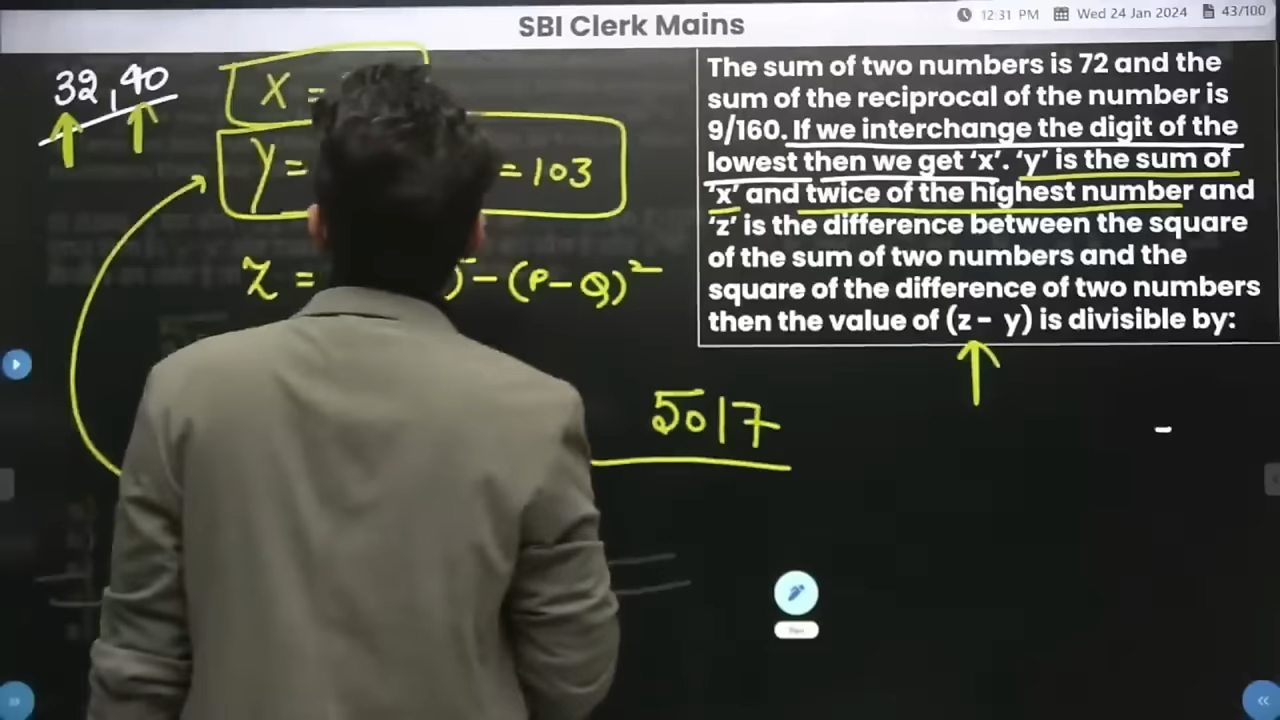 SBI Clerk Mains
12:31 PM Wed 24 Jan 2024 43/100
32, 40
x =
y = = 103
z = ) - (P-Q)²
5017
The sum of two numbers is 72 and the
sum of the reciprocal of the number is
9/160. If we interchange the digit of the
lowest then we get ‘x’. ‘y’ is the sum of
‘x’ and twice of the highest number and
‘z’ is the difference between the square
of the sum of two numbers and the
square of the difference of two numbers
then the value of (z - y) is divisible by:
Pen